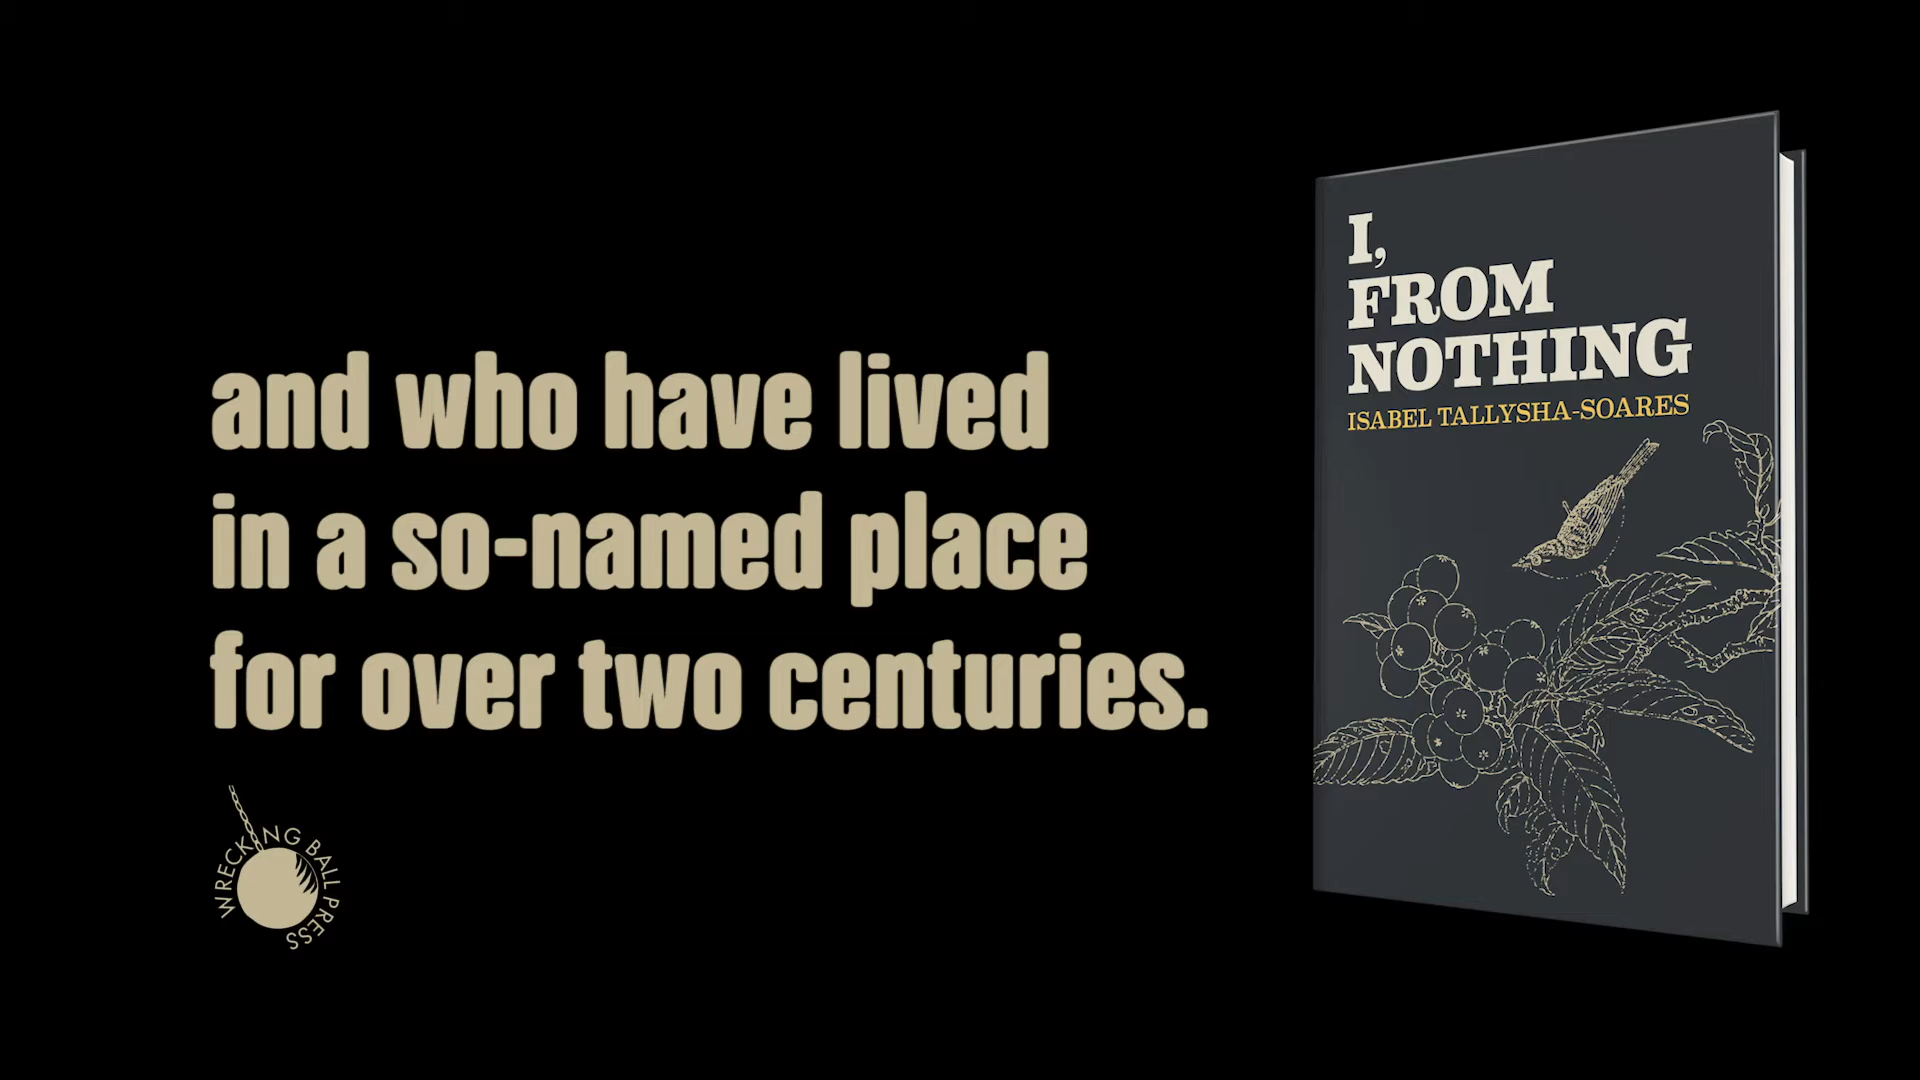 and who have lived
in a so-named place
for over two centuries.
WRECKING BALL PRESS
I,
FROM
NOTHING
ISABEL TALLYSHA-SOARES